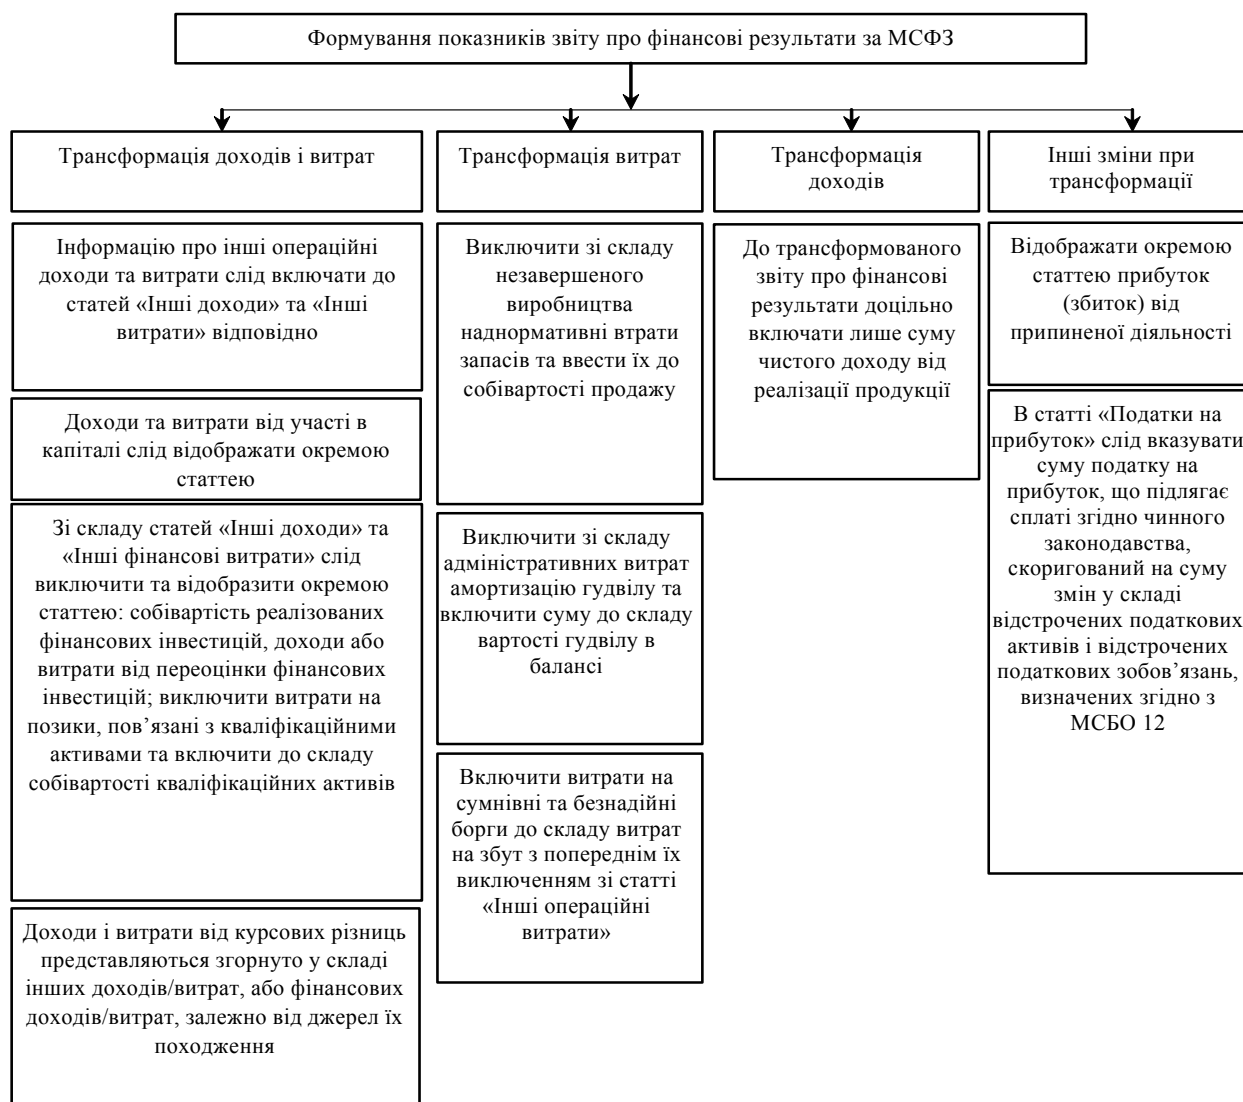 Формування показників звіту про фінансові результати за МСФЗ
Трансформація доходів і витрат
Інформацію про інші операційні
доходи та витрати слід включати до
статей «Інші доходи» та «Інші
витрати» відповідно
Доходи та витрати від участі в
капіталі слід відображати окремою
статтею
Зі складу статей «Інші доходи» та
«Інші фінансові витрати» слід
виключити та відобразити окремою
статтею: собівартість реалізованих
фінансових інвестицій, доходи або
витрати від переоцінки фінансових
інвестицій; виключити витрати на
позики, пов’язані з кваліфікаційними
активами та включити до складу
собівартості кваліфікаційних активів
Доходи і витрати від курсових різниць
представляються згорнуто у складі
інших доходів/витрат, або фінансових
доходів/витрат, залежно від джерел їх
походження
Трансформація витрат
Виключити зі складу
незавершеного
виробництва
наднормативні втрати
запасів та ввести їх до
собівартості продажу
Виключити зі складу
адміністративних витрат
амортизацію гудвілу та
включити суму до складу
вартості гудвілу в
балансі
Включити витрати на
сумнівні та безнадійні
борги до складу витрат
на збут з попереднім їх
виключенням зі статті
«Інші операційні
витрати»
Трансформація
доходів
До трансформованого
звіту про фінансові
результати доцільно
включати лише суму
чистого доходу від
реалізації продукції
Інші зміни при
трансформації
Відображати окремою
статтею прибуток
(збиток) від
припиненої діяльності
В статті «Податки на
прибуток» слід вказувати
суму податку на
прибуток, що підлягає
сплаті згідно чинного
законодавства,
скоригований на суму
змін у складі
відстрочених податкових
активів і відстрочених
податкових зобов’язань,
визначених згідно з
МСБО 12